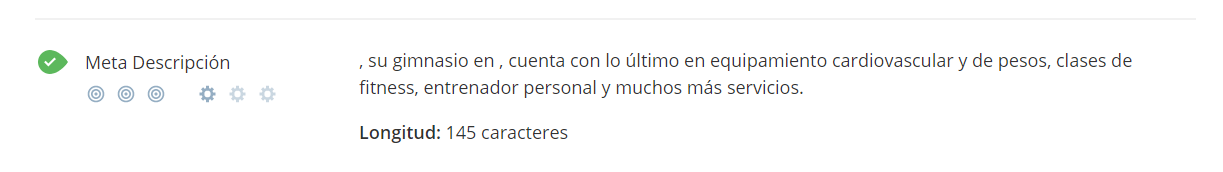 Meta Descripción
, su gimnasio en , cuenta con lo último en equipamiento cardiovascular y de pesos, clases de
fitness, entrenador personal y muchos más servicios.
Longitud: 145 caracteres